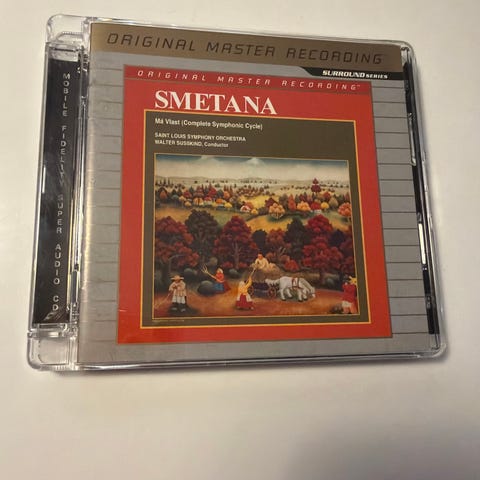 ORIGINAL MASTER RECORDING™
SURROUND SERIES
ORIGINAL MASTER RECORDING™
SMETANA
Má Vlast (Complete Symphonic Cycle)
SAINT LOUIS SYMPHONY ORCHESTRA
WALTER SUSSKIND, Conductor
MOBILE FIDELITY SUPER AUDIO CD